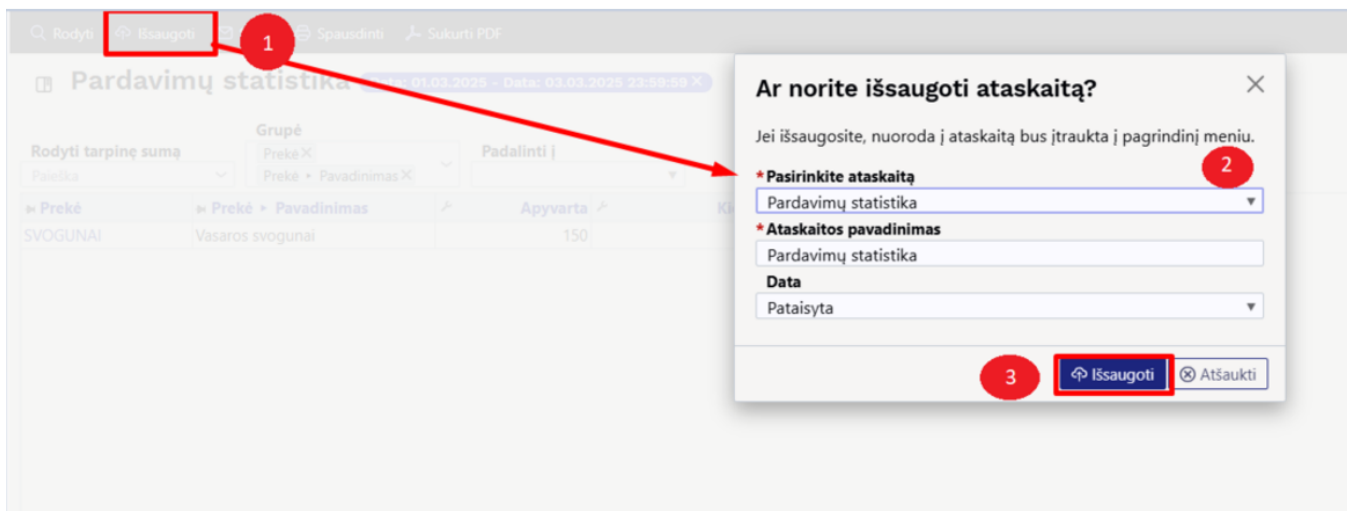 Rodyti Išsaugoti Spausdinti Sukurti PDF
1
Pardavimų statistika Data: 01.03.2025 - Data: 03.03.2025 23:59:59 ×
Rodyti tarpinę sumą
Paieška
Grupė
Prekė ×
Prekė ▸ Pavadinimas ×
Padalinti į
Prekė Prekė ▸ Pavadinimas Apyvarta
SVOGUNAI Vasaros svogunai 150
Ar norite išsaugoti ataskaitą?
Jei išsaugosite, nuoroda į ataskaitą bus įtraukta į pagrindinį meniu.
2
*Pasirinkite ataskaitą
Pardavimų statistika
*Ataskaitos pavadinimas
Pardavimų statistika
Data
Pataisyta
3
Išsaugoti Atšaukti